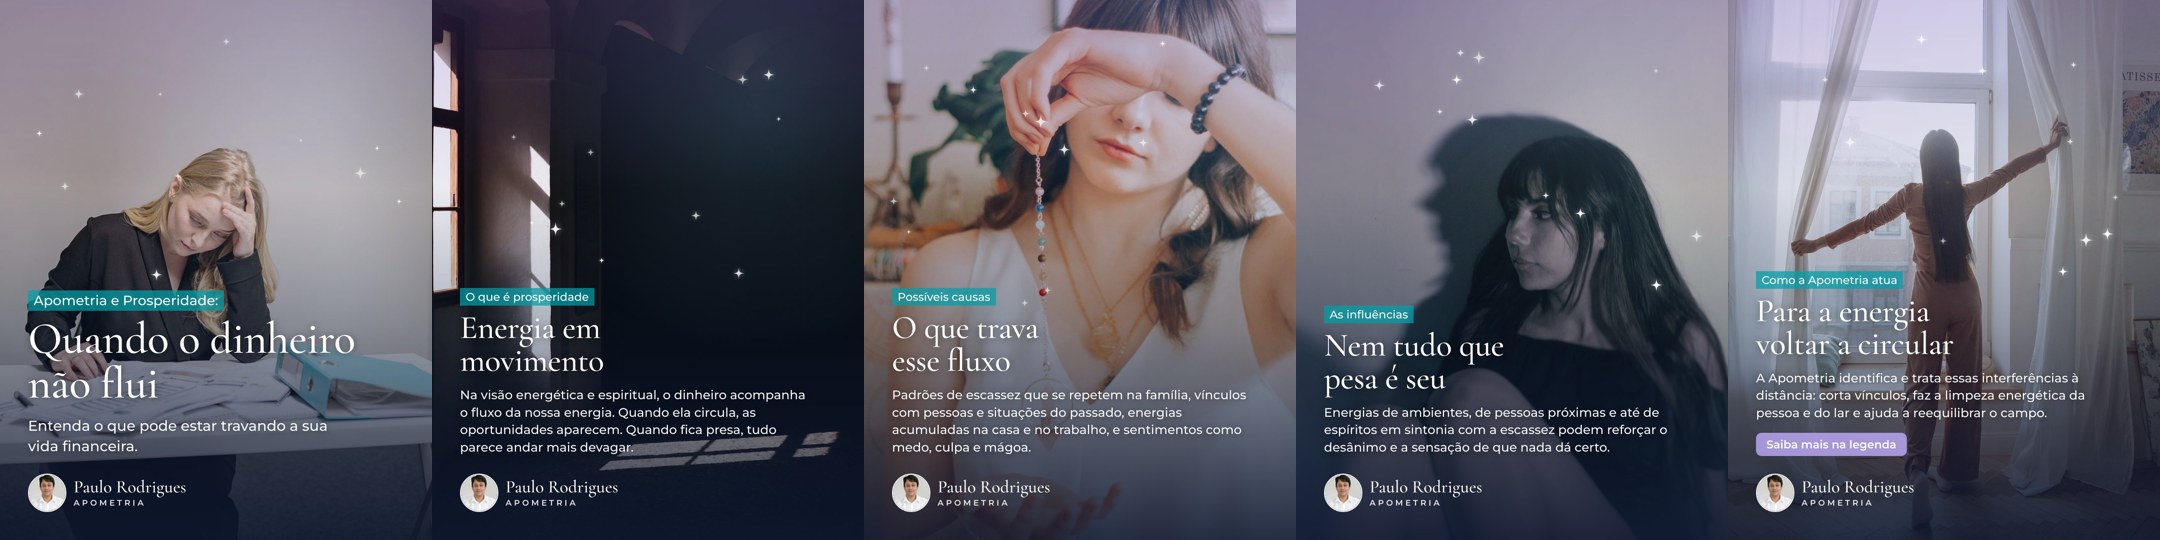 Apometria e Prosperidade:
Quando o dinheiro
não flui
Entenda o que pode estar travando a sua
vida financeira.
Paulo Rodrigues
APOMETRIA
O que é prosperidade
Energia em
movimento
Na visão energética e espiritual, o dinheiro acompanha
o fluxo da nossa energia. Quando ela circula, as
oportunidades aparecem. Quando fica presa, tudo
parece andar mais devagar.
Paulo Rodrigues
APOMETRIA
Possíveis causas
O que trava
esse fluxo
Padrões de escassez que se repetem na família, vínculos
com pessoas e situações do passado, energias
acumuladas na casa e no trabalho, e sentimentos como
medo, culpa e mágoa.
Paulo Rodrigues
APOMETRIA
As influências
Nem tudo que
pesa é seu
Energias de ambientes, de pessoas próximas e até de
espíritos em sintonia com a escassez podem reforçar o
desânimo e a sensação de que nada dá certo.
Paulo Rodrigues
APOMETRIA
Como a Apometria atua
Para a energia
voltar a circular
A Apometria identifica e trata essas interferências à
distância: corta vínculos, faz a limpeza energética da
pessoa e do lar e ajuda a reequilibrar o campo.
Saiba mais na legenda
Paulo Rodrigues
APOMETRIA